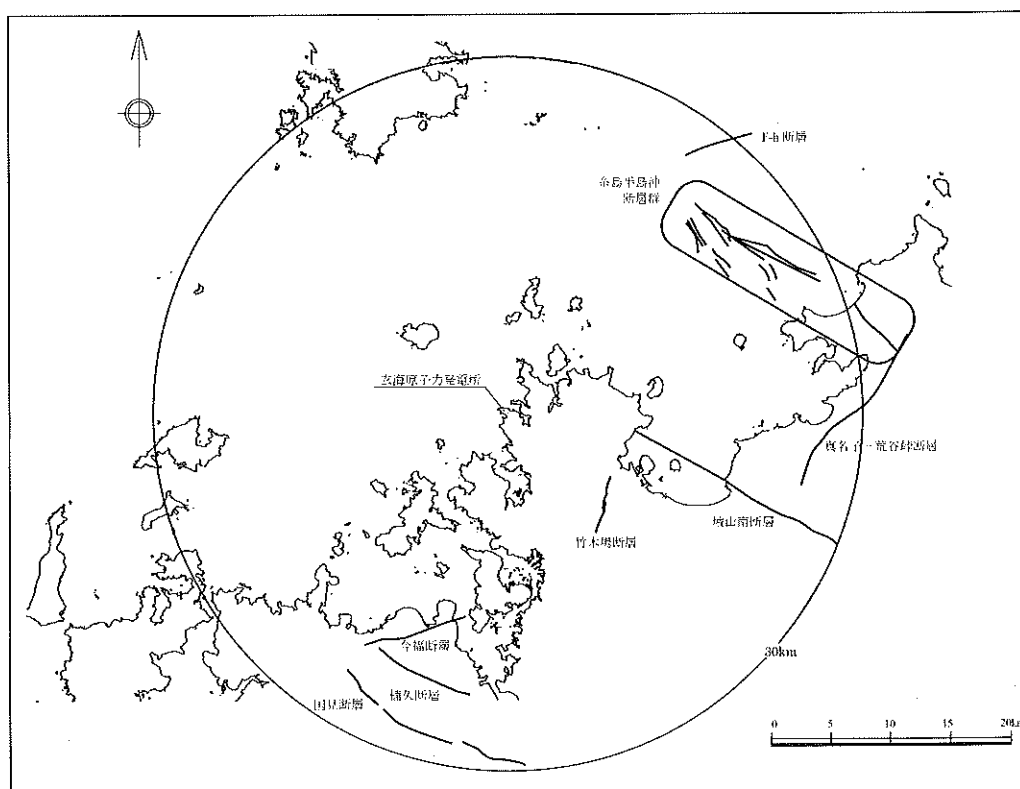 F-h断層
糸島半島沖
断層群
玄海原子力発電所
真名子－荒谷峠断層
城山南断層
竹木場断層
今福断層
楠久断層
国見断層
30km
0 5 10 15 20km